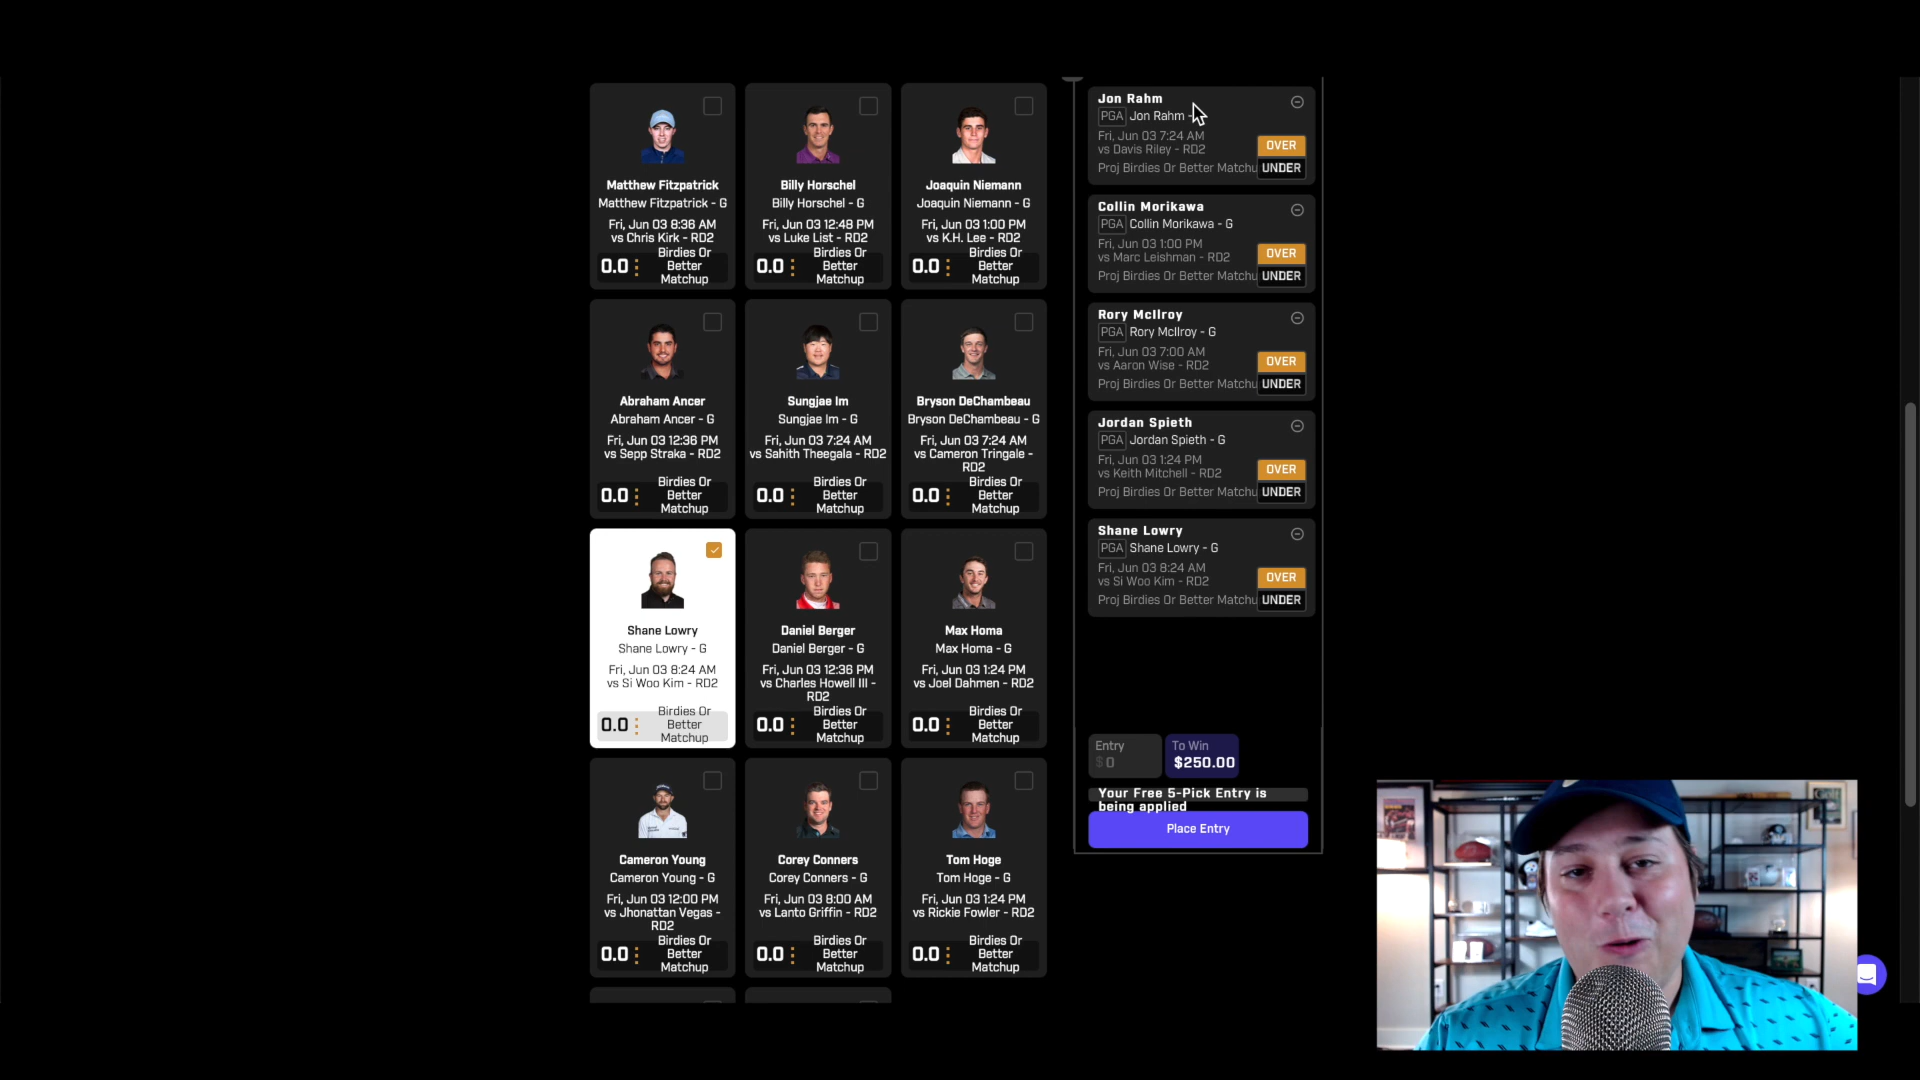 Matthew Fitzpatrick
Matthew Fitzpatrick - G
Fri, Jun 03 8:36 AM
vs Chris Kirk - RD2
0.0
Birdies Or
Better
Matchup
Billy Horschel
Billy Horschel - G
Fri, Jun 03 12:48 PM
vs Luke List - RD2
0.0
Birdies Or
Better
Matchup
Joaquin Niemann
Joaquin Niemann - G
Fri, Jun 03 1:00 PM
vs K.H. Lee - RD2
0.0
Birdies Or
Better
Matchup
Abraham Ancer
Abraham Ancer - G
Fri, Jun 03 12:36 PM
vs Sepp Straka - RD2
0.0
Birdies Or
Better
Matchup
Sungjae Im
Sungjae Im - G
Fri, Jun 03 7:24 AM
vs Sahith Theegala - RD2
0.0
Birdies Or
Better
Matchup
Bryson DeChambeau
Bryson DeChambeau - G
Fri, Jun 03 7:24 AM
vs Cameron Tringale -
RD2
0.0
Birdies Or
Better
Matchup
Shane Lowry
Shane Lowry - G
Fri, Jun 03 8:24 AM
vs Si Woo Kim - RD2
0.0
Birdies Or
Better
Matchup
Daniel Berger
Daniel Berger - G
Fri, Jun 03 12:36 PM
vs Charles Howell III -
RD2
0.0
Birdies Or
Better
Matchup
Max Homa
Max Homa - G
Fri, Jun 03 1:24 PM
vs Joel Dahmen - RD2
0.0
Birdies Or
Better
Matchup
Cameron Young
Cameron Young - G
Fri, Jun 03 12:00 PM
vs Jhonattan Vegas -
RD2
0.0
Birdies Or
Better
Matchup
Corey Conners
Corey Conners - G
Fri, Jun 03 8:00 AM
vs Lanto Griffin - RD2
0.0
Birdies Or
Better
Matchup
Tom Hoge
Tom Hoge - G
Fri, Jun 03 1:24 PM
vs Rickie Fowler - RD2
0.0
Birdies Or
Better
Matchup
Jon Rahm
PGA Jon Rahm -
Fri, Jun 03 7:24 AM
vs Davis Riley - RD2
OVER
Proj Birdies Or Better Matchu
UNDER
Collin Morikawa
PGA Collin Morikawa - G
Fri, Jun 03 1:00 PM
vs Marc Leishman - RD2
OVER
Proj Birdies Or Better Matchu
UNDER
Rory McIlroy
PGA Rory McIlroy - G
Fri, Jun 03 7:00 AM
vs Aaron Wise - RD2
OVER
Proj Birdies Or Better Matchu
UNDER
Jordan Spieth
PGA Jordan Spieth - G
Fri, Jun 03 1:24 PM
vs Keith Mitchell - RD2
OVER
Proj Birdies Or Better Matchu
UNDER
Shane Lowry
PGA Shane Lowry - G
Fri, Jun 03 8:24 AM
vs Si Woo Kim - RD2
OVER
Proj Birdies Or Better Matchu
UNDER
Entry
$ 0
To Win
$250.00
Your Free 5-Pick Entry is
being applied
Place Entry